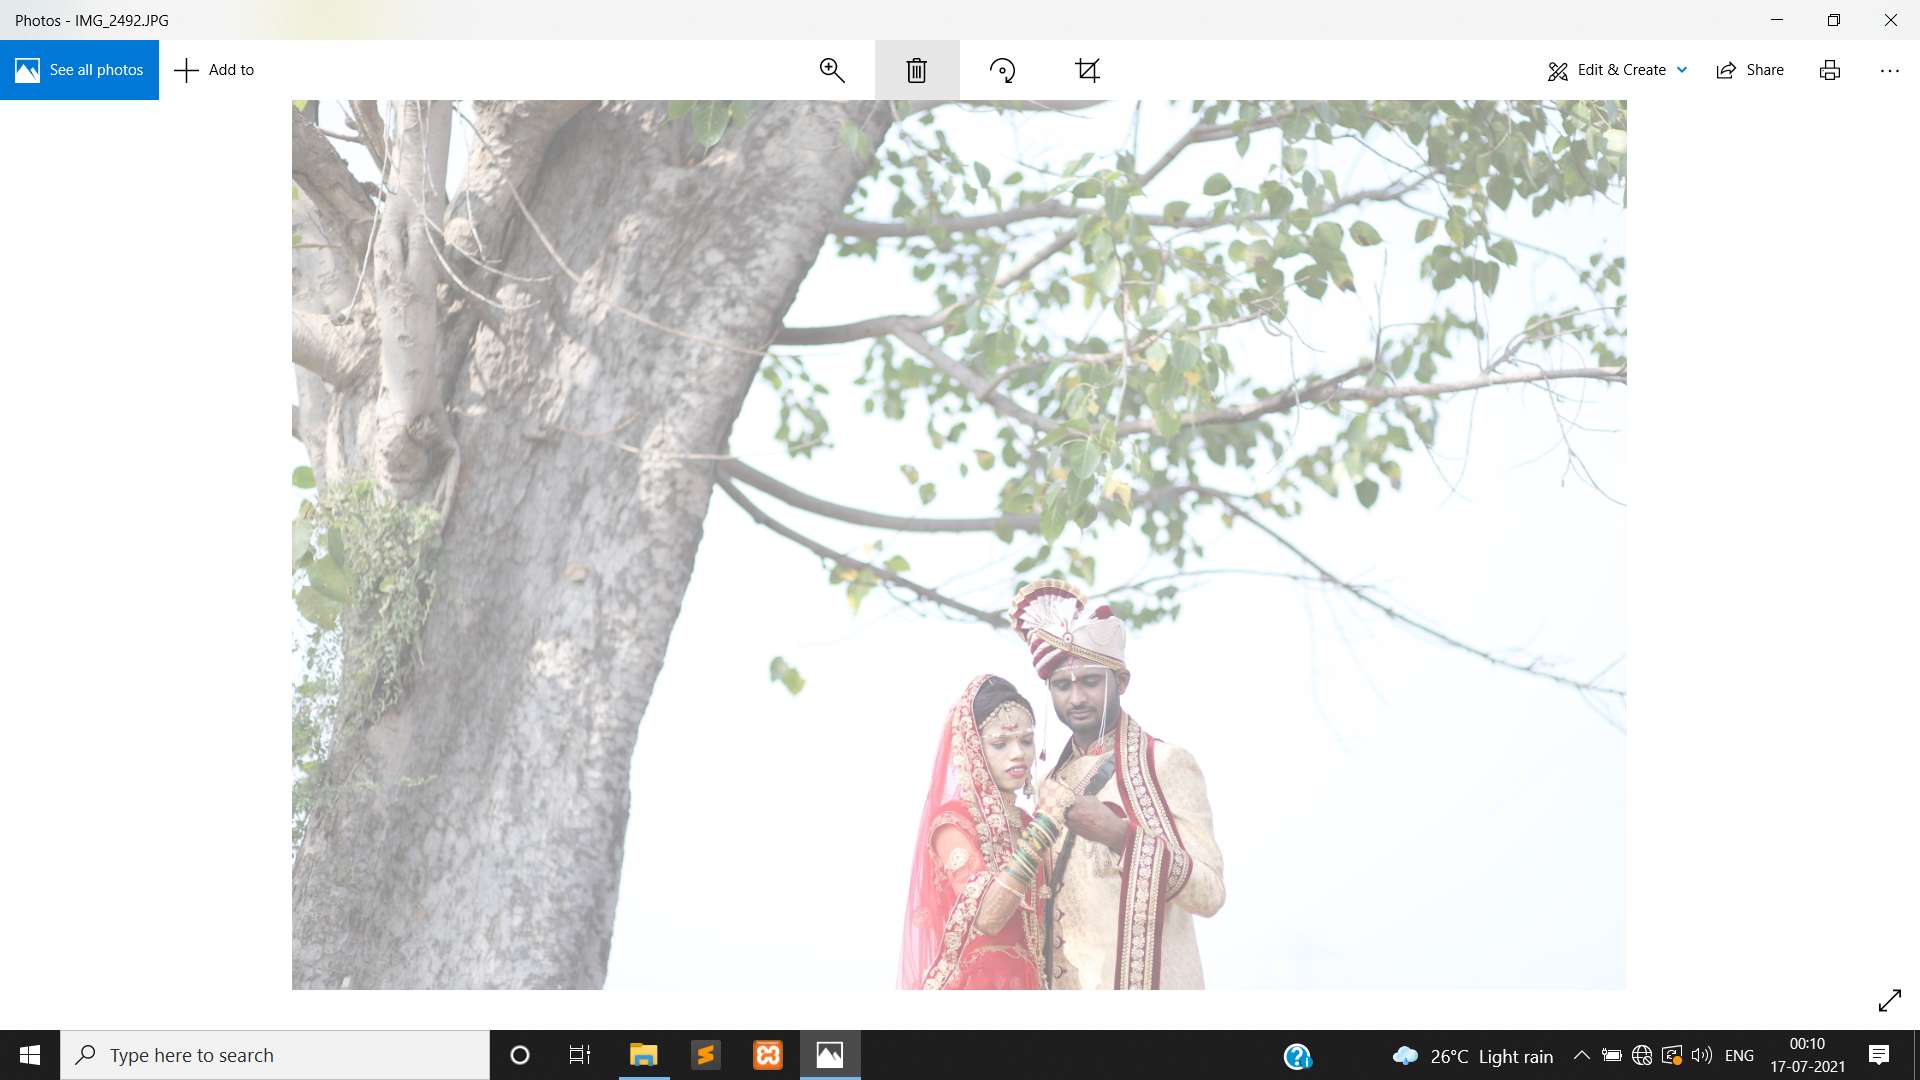 Photos - IMG_2492.JPG
See all photos
Add to
Edit & Create
Share
Type here to search
26°C Light rain
ENG
00:10
17-07-2021